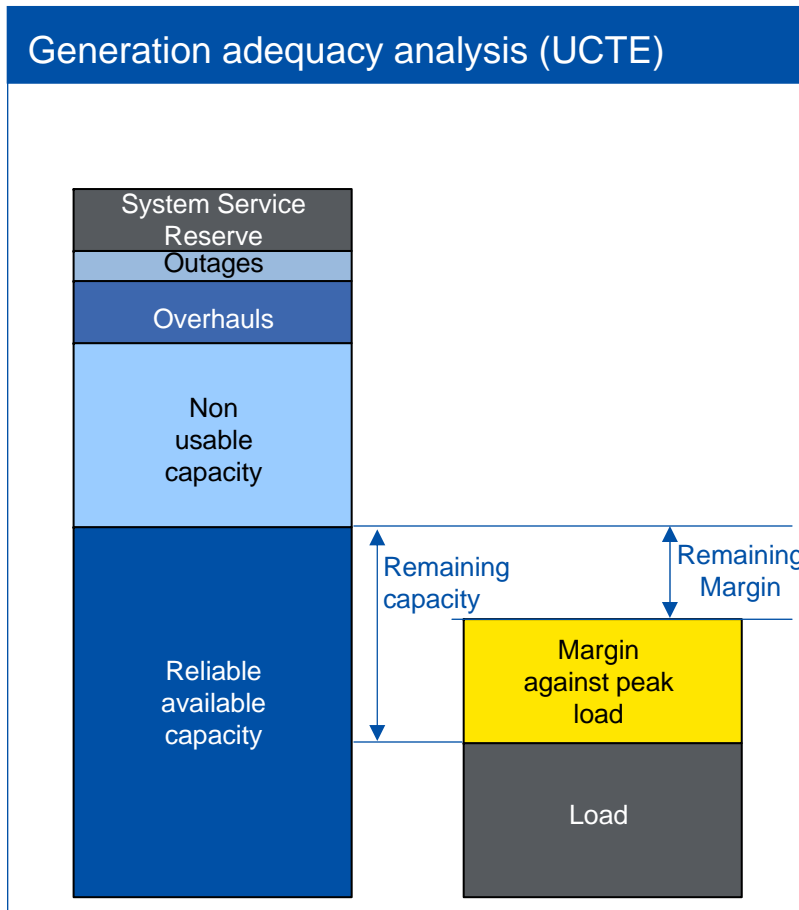 Generation adequacy analysis (UCTE)
System Service
Reserve
Outages
Overhauls
Non
usable
capacity
Remaining
capacity
Remaining
Margin
Reliable
available
capacity
Margin
against peak
load
Load